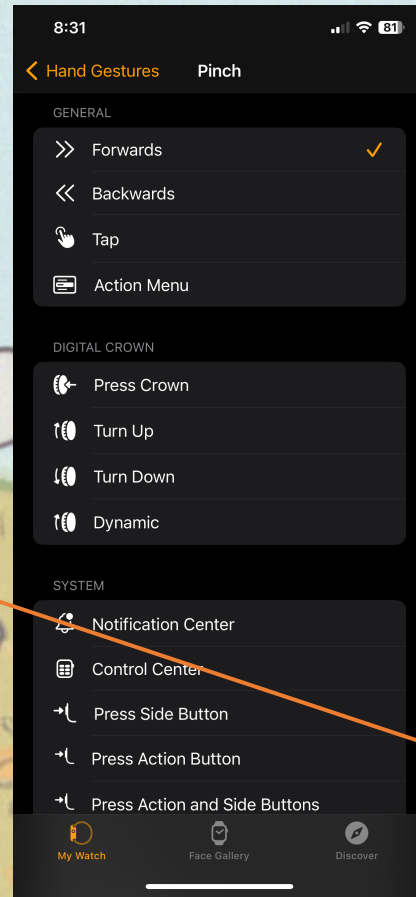 8:31
81
Hand Gestures
Pinch
GENERAL
Forwards
Backwards
Tap
Action Menu
DIGITAL CROWN
Press Crown
Turn Up
Turn Down
Dynamic
SYSTEM
Notification Center
Control Center
Press Side Button
Press Action Button
Press Action and Side Buttons
My Watch
Face Gallery
Discover